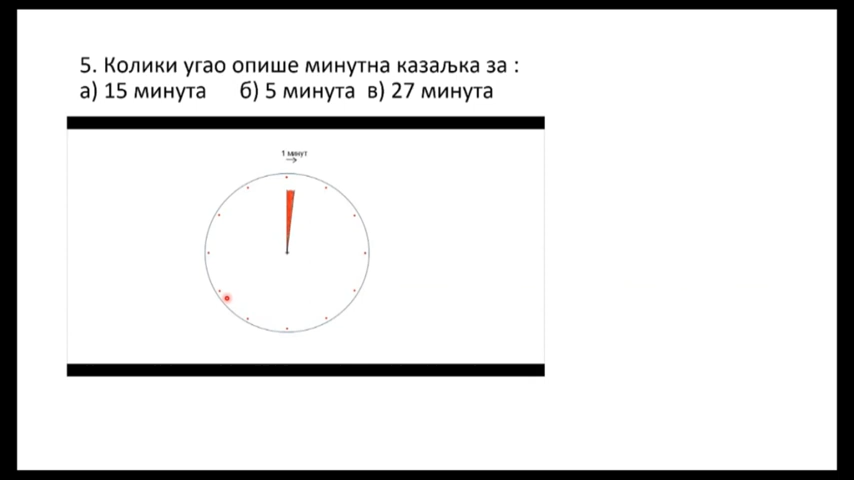 5. Колики угао опише минутна казаљка за :
а) 15 минута б) 5 минута в) 27 минута
1 минут